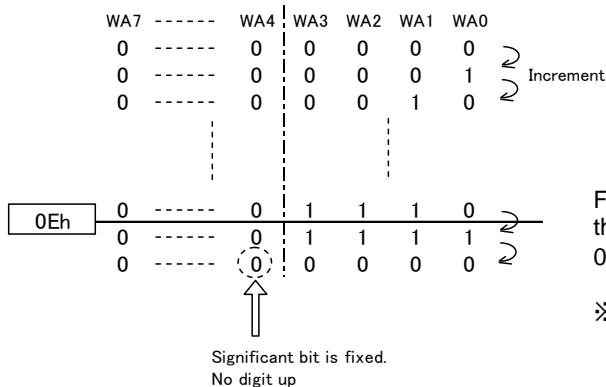 WA7 ------ WA4 WA3 WA2 WA1 WA0
0 ------ 0 0 0 0 0
0 ------ 0 0 0 0 1
Increment
0 ------ 0 0 0 1 0
0Eh
0 ------ 0 1 1 1 0
0 ------ 0 1 1 1 1
0 ------ 0 0 0 0 0
Significant bit is fixed.
No digit up
F
th
0
※